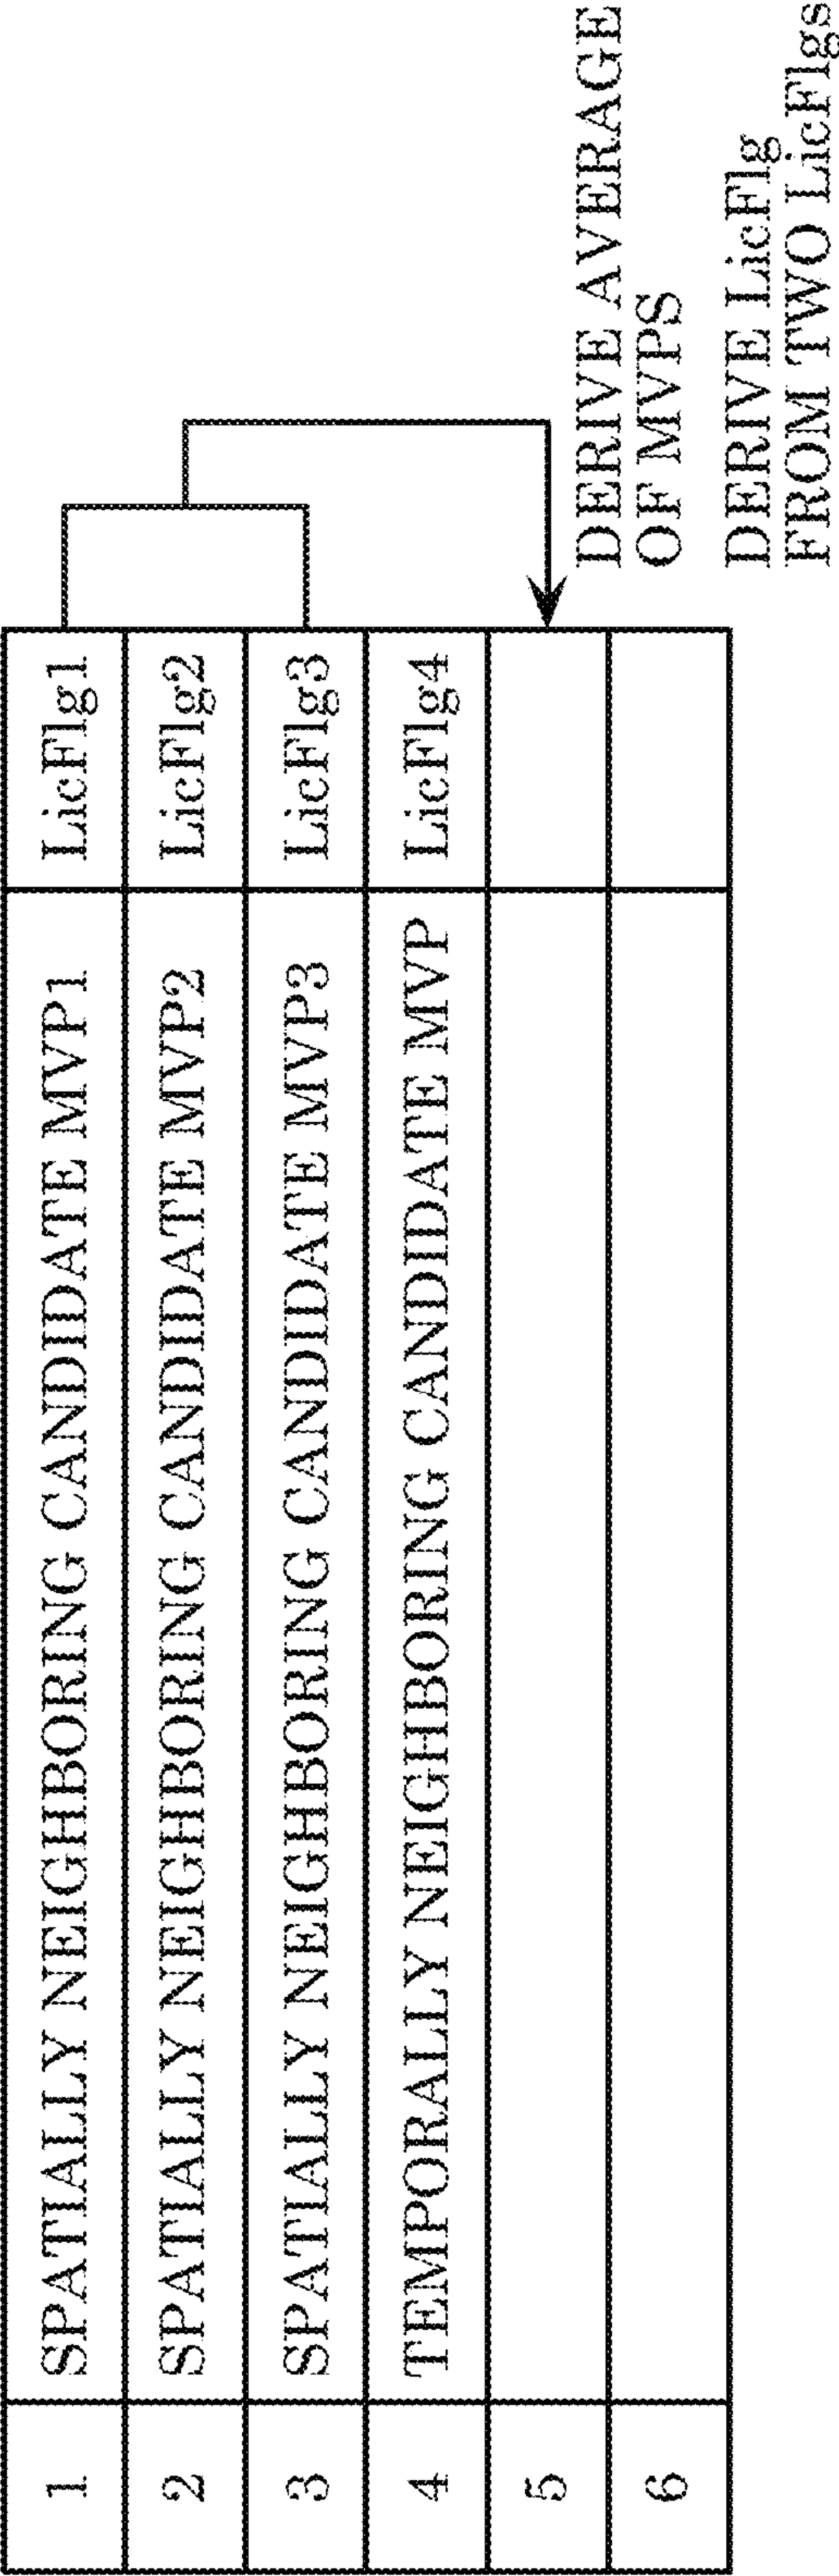 1 SPATIALLY NEIGHBORING CANDIDATE MVP1 LicFlg1
2 SPATIALLY NEIGHBORING CANDIDATE MVP2 LicFlg2
3 SPATIALLY NEIGHBORING CANDIDATE MVP3 LicFlg3
4 TEMPORALLY NEIGHBORING CANDIDATE MVP LicFlg4
5
6
DERIVE AVERAGE
OF MVPS
DERIVE LicFlg
FROM TWO LicFlgs